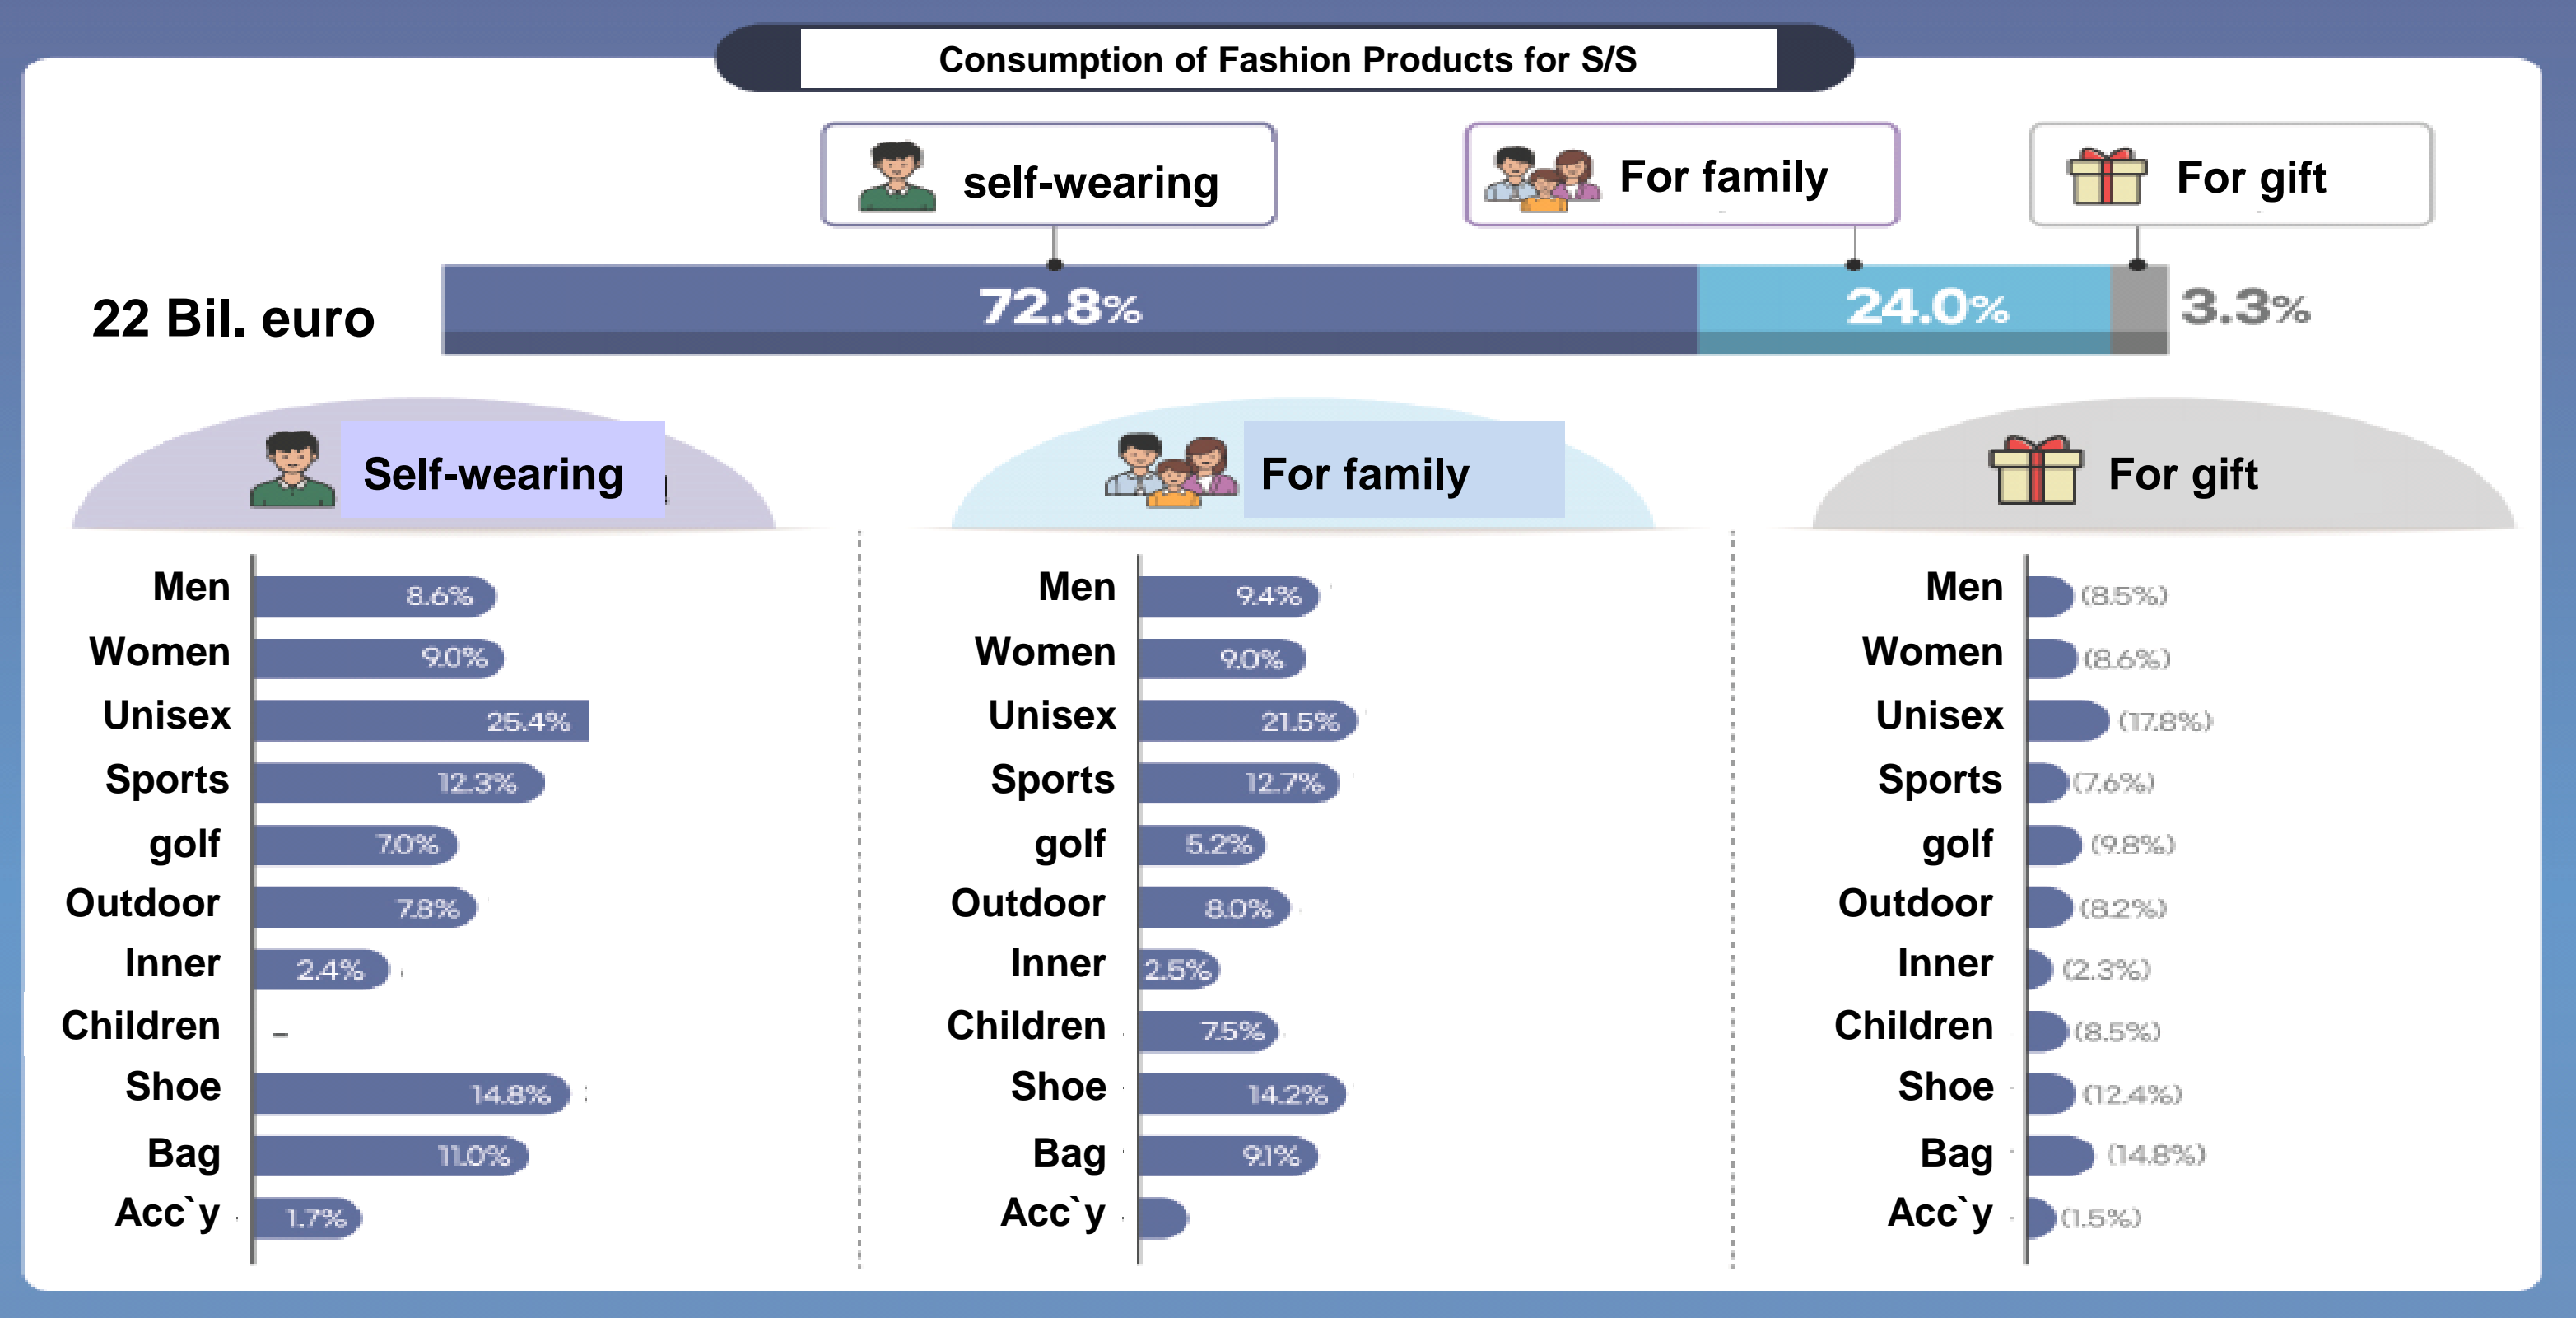 Consumption of Fashion Products for S/S
self-wearing
For family
For gift
22 Bil. euro
72.8%
24.0%
3.3%
Self-wearing
Men 8.6%
Women 9.0%
Unisex 25.4%
Sports 12.3%
golf 7.0%
Outdoor 7.8%
Inner 2.4%
Children –
Shoe 14.8%
Bag 11.0%
Acc`y 1.7%
For family
Men 9.4%
Women 9.0%
Unisex 21.5%
Sports 12.7%
golf 5.2%
Outdoor 8.0%
Inner 2.5%
Children 7.5%
Shoe 14.2%
Bag 9.1%
Acc`y
For gift
Men (8.5%)
Women (8.6%)
Unisex (17.8%)
Sports (7.6%)
golf (9.8%)
Outdoor (8.2%)
Inner (2.3%)
Children (8.5%)
Shoe (12.4%)
Bag (14.8%)
Acc`y (1.5%)